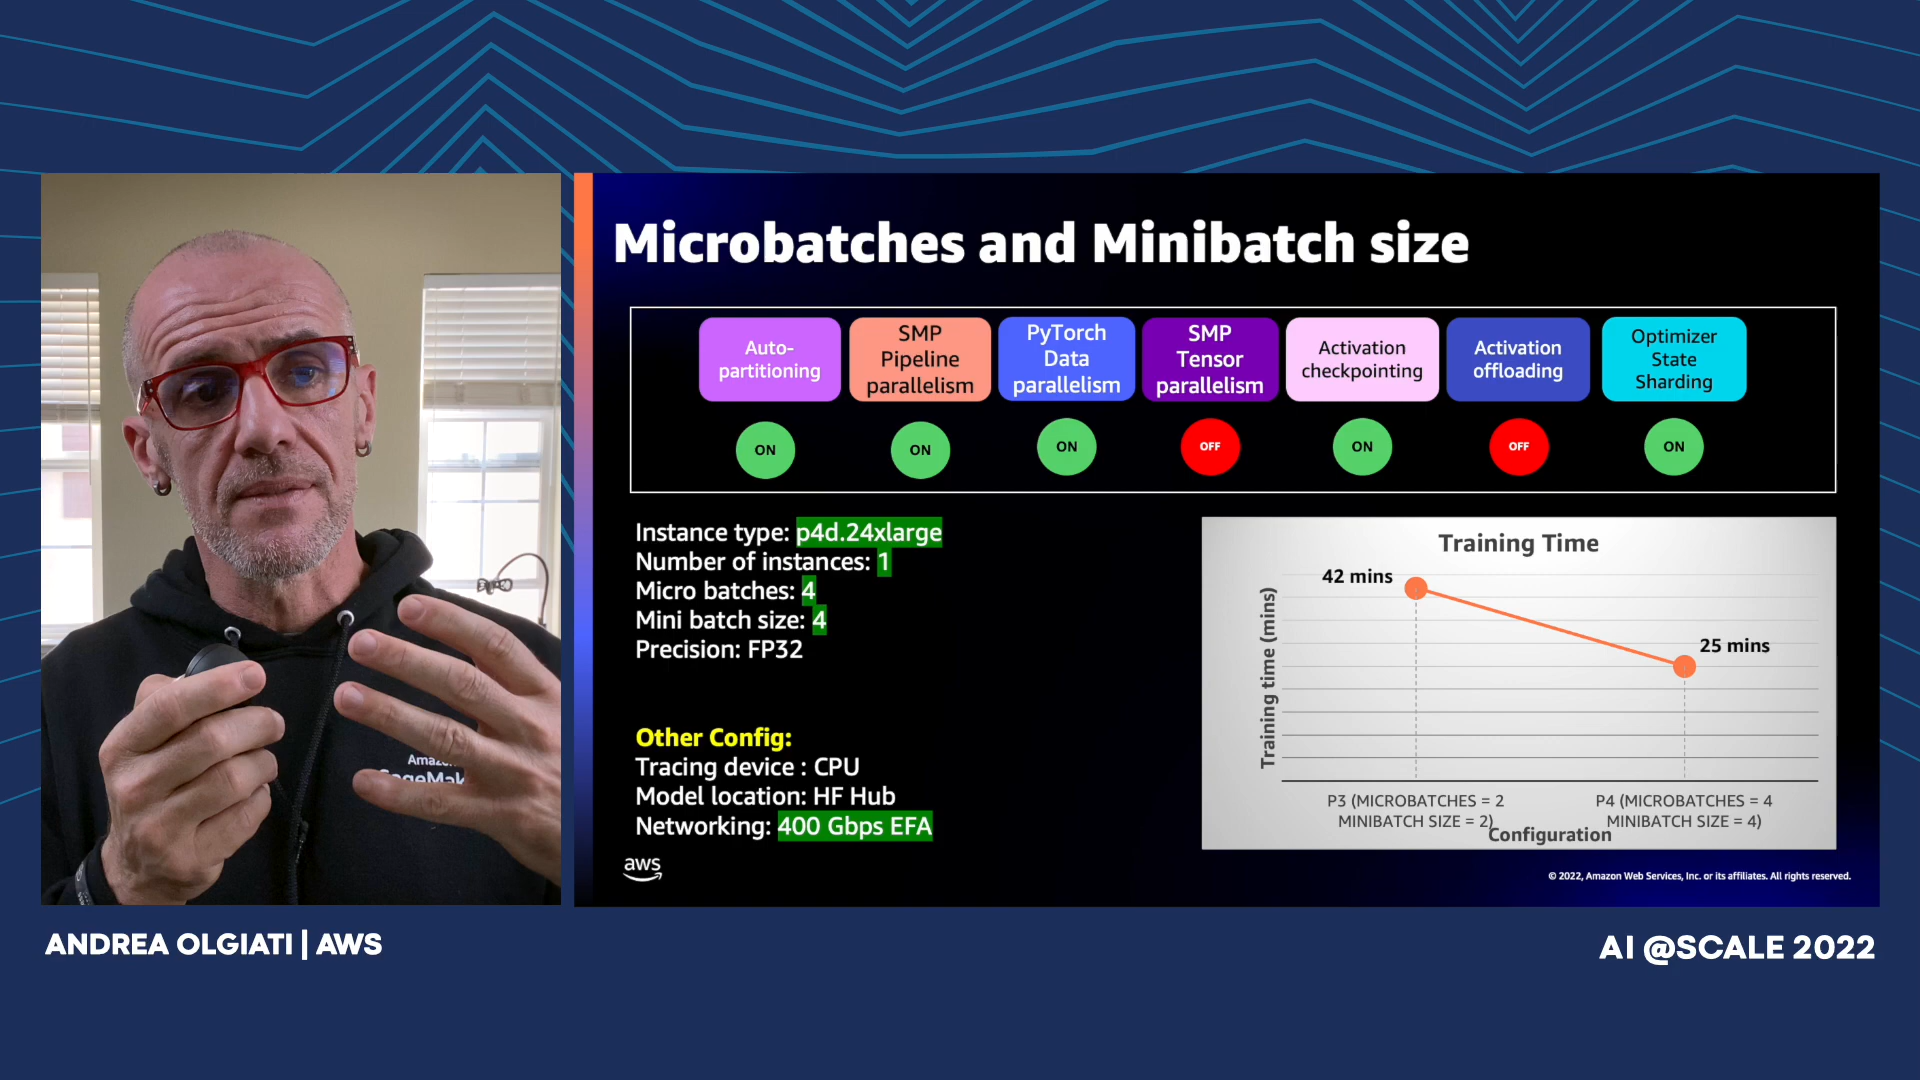 Microbatches and Minibatch size
Auto-
partitioning
SMP
Pipeline
parallelism
PyTorch
Data
parallelism
SMP
Tensor
parallelism
Activation
checkpointing
Activation
offloading
Optimizer
State
Sharding
ON
ON
ON
OFF
ON
OFF
ON
Instance type: p4d.24xlarge
Number of instances: 1
Micro batches: 4
Mini batch size: 4
Precision: FP32
Other Config:
Tracing device : CPU
Model location: HF Hub
Networking: 400 Gbps EFA
aws
Training Time
42 mins
25 mins
Training time (mins)
P3 (MICROBATCHES = 2
MINIBATCH SIZE = 2)
P4 (MICROBATCHES = 4
MINIBATCH SIZE = 4)
Configuration
© 2022, Amazon Web Services, Inc. or its affiliates. All rights reserved.
ANDREA OLGIATI | AWS
AI @SCALE 2022